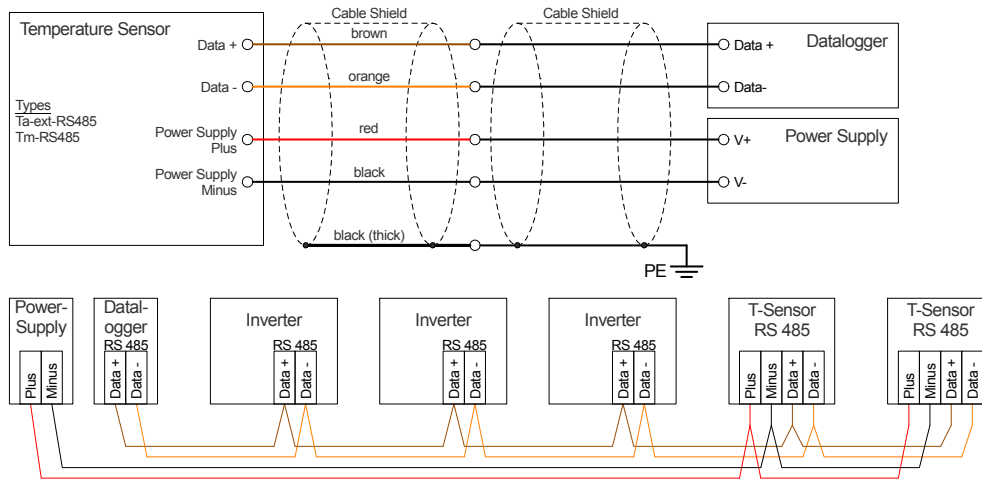 Cable Shield
Cable Shield
Temperature Sensor
brown
Data +
Data +
Datalogger
orange
Data -
Data-
Types
Ta-ext-RS485
Tm-RS485
red
Power Supply
Plus
V+
Power Supply
black
Power Supply
Minus
V-
black (thick)
PE
Power-
Supply
Plus
Minus
Datal-
ogger
RS 485
Data +
Data -
Inverter
RS 485
Data +
Data -
Inverter
RS 485
Data +
Data -
Inverter
RS 485
Data +
Data -
T-Sensor
RS 485
Plus
Minus
Data +
Data -
T-Sensor
RS 485
Plus
Minus
Data +
Data -